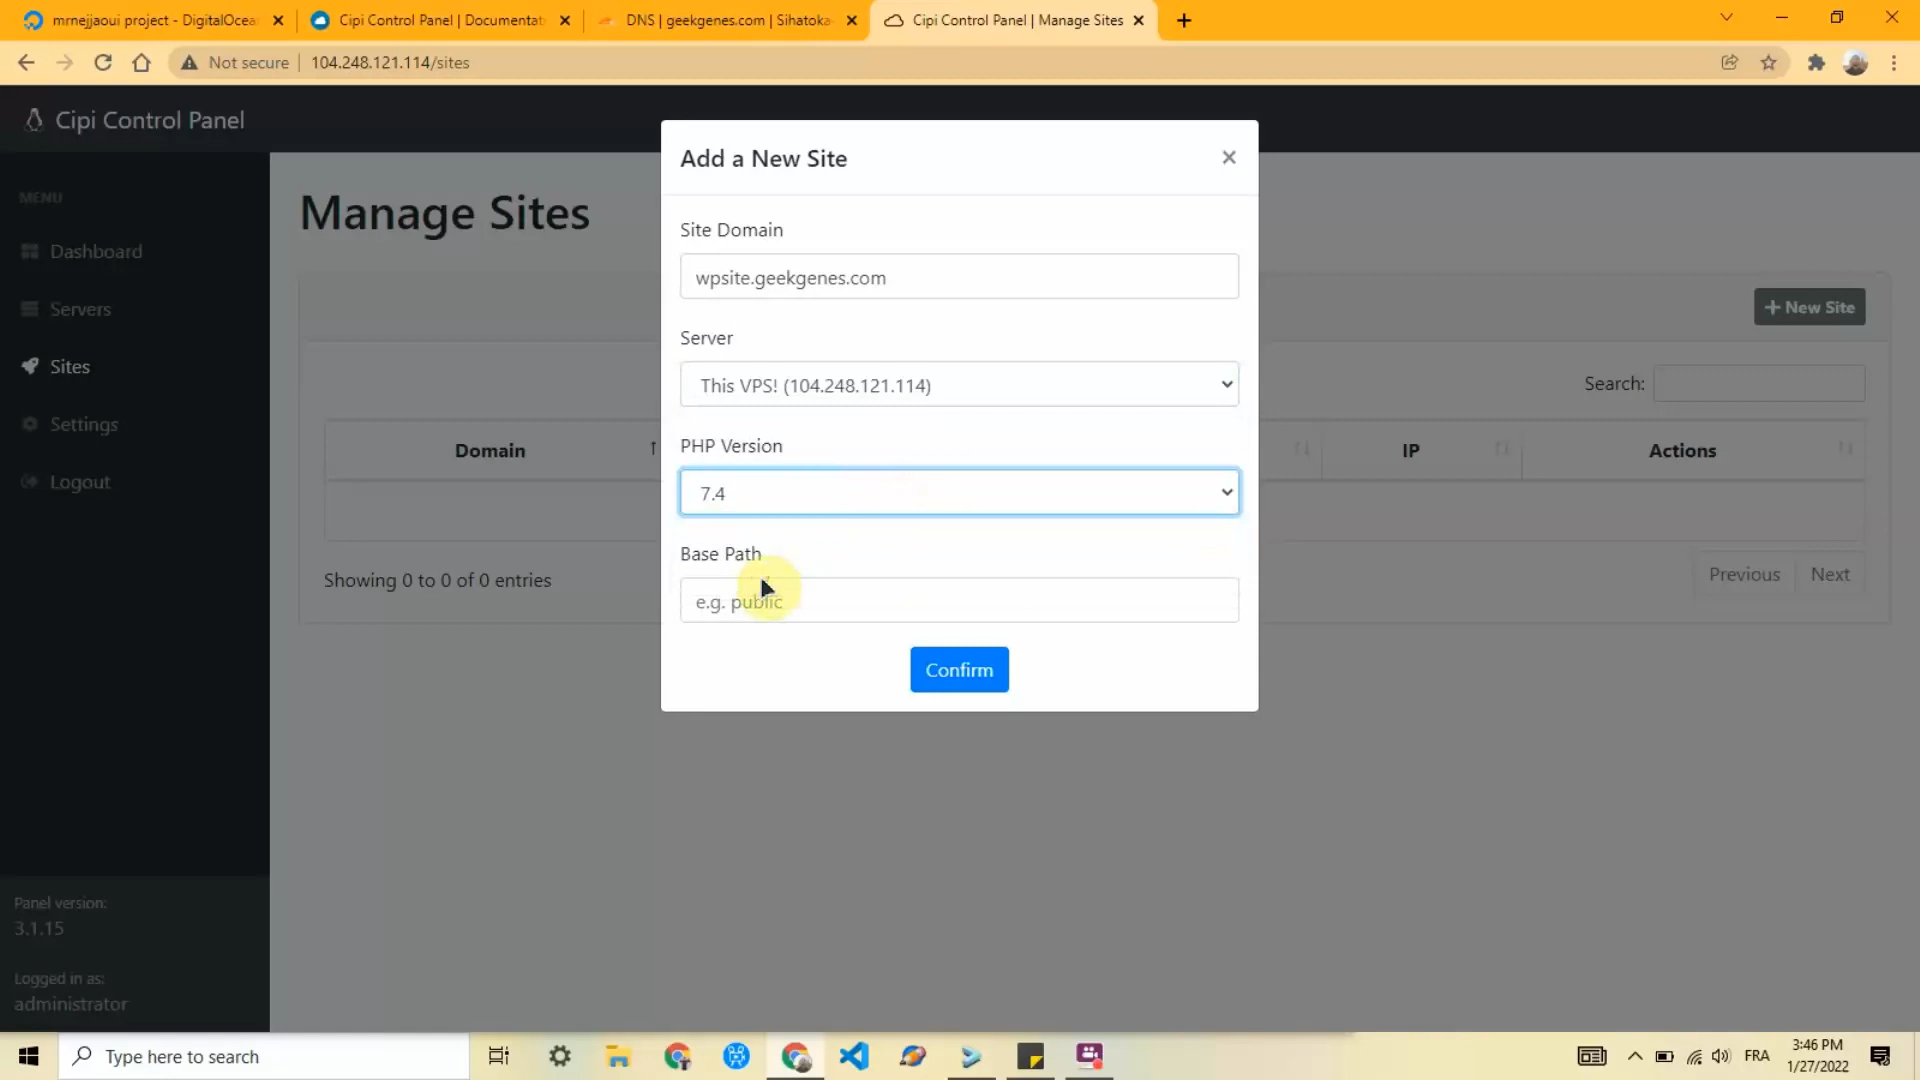 mrnejjaoui project - DigitalOcea
Cipi Control Panel | Documentat
DNS | geekgenes.com | Sihatoka
Cipi Control Panel | Manage Sites
Not secure
104.248.121.114/sites
Cipi Control Panel
MENU
Dashboard
Servers
Sites
Settings
Logout
Panel version:
3.1.15
Logged in as:
administrator
Manage Sites
New Site
Search:
Domain
IP
Actions
Showing 0 to 0 of 0 entries
Previous
Next
Add a New Site
Site Domain
wpsite.geekgenes.com
Server
This VPS! (104.248.121.114)
PHP Version
7.4
Base Path
e.g. public
Confirm
Type here to search
FRA
3:46 PM
1/27/2022